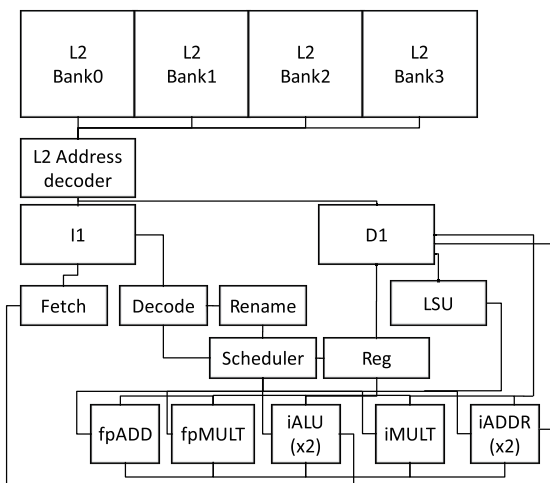 L2
Bank0
L2
Bank1
L2
Bank2
L2
Bank3
L2 Address
decoder
I1
D1
Fetch
Decode
Rename
LSU
Scheduler
Reg
fpADD
fpMULT
iALU
(x2)
iMULT
iADDR
(x2)